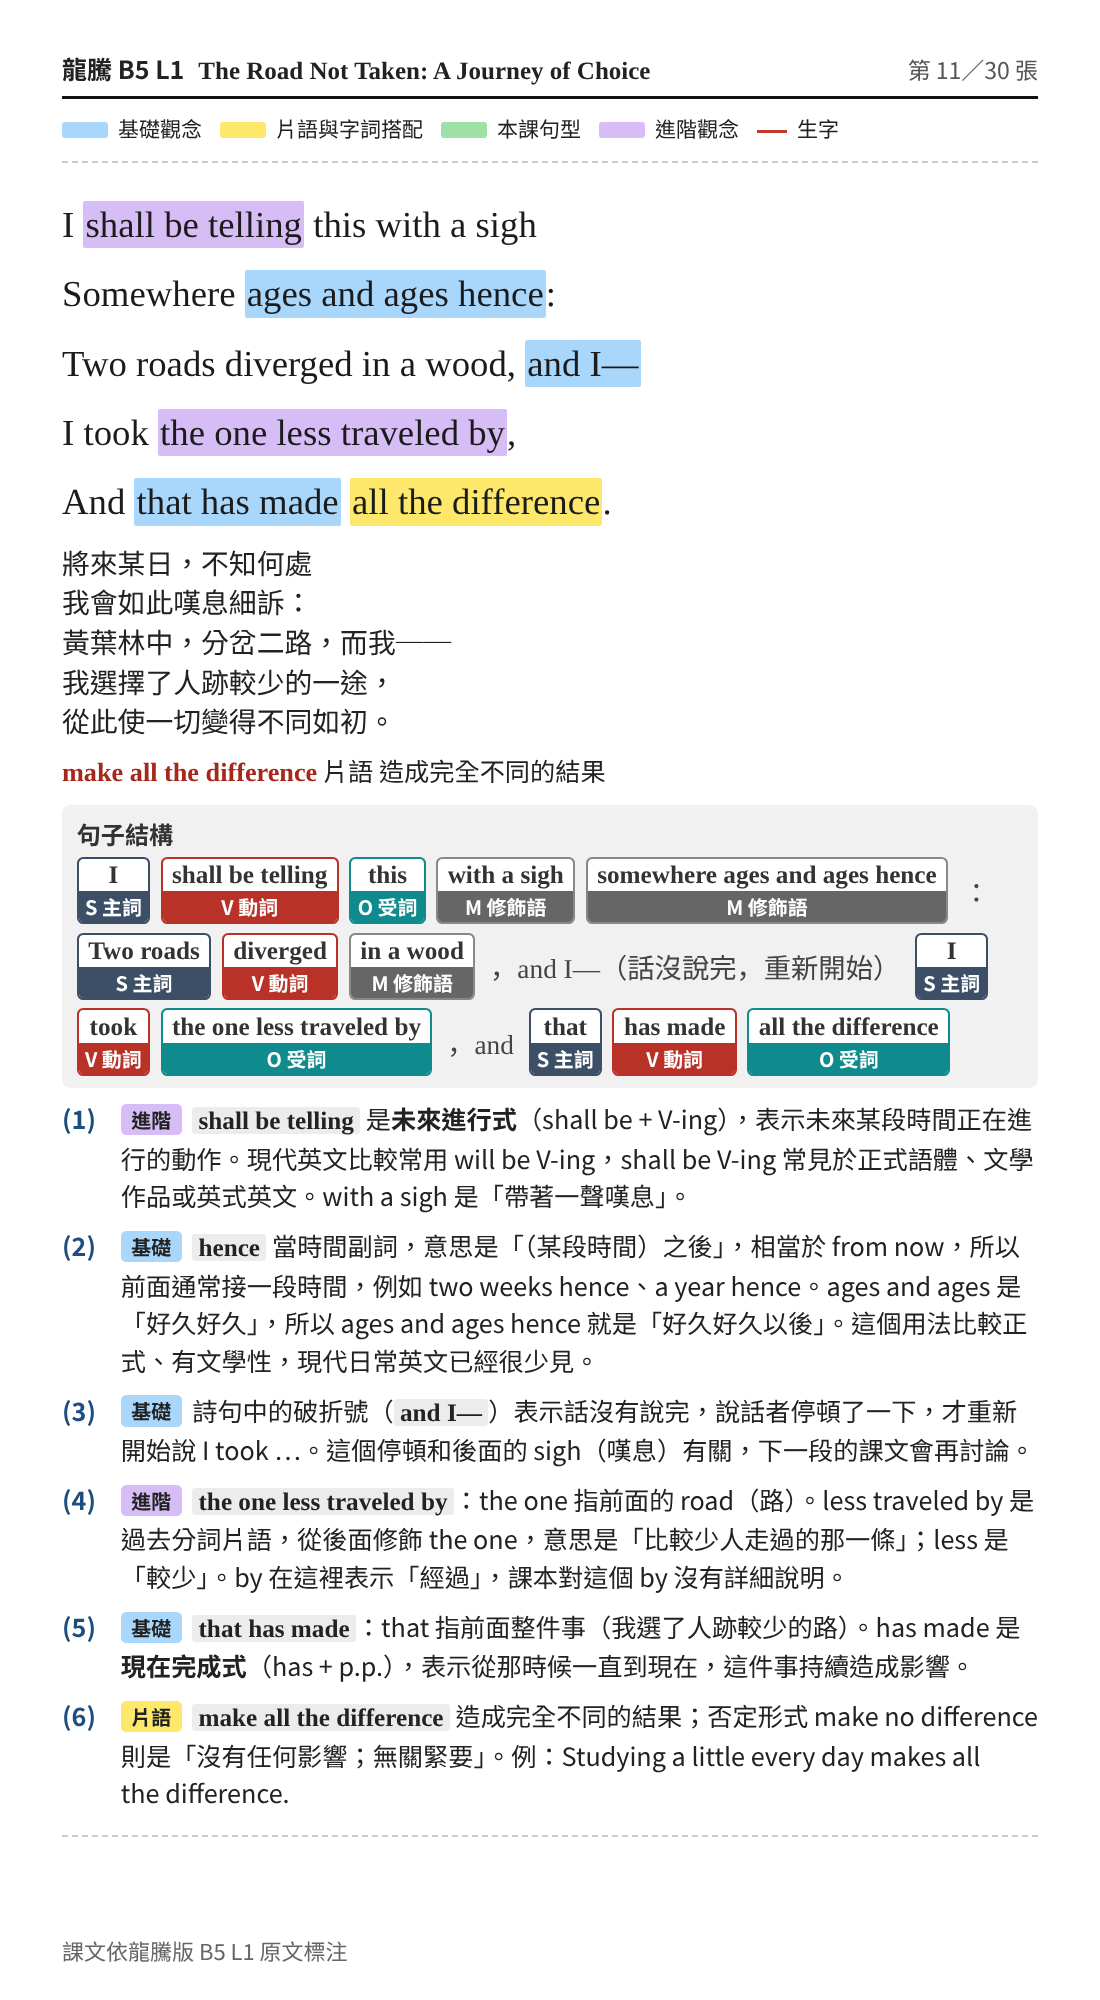 龍騰 B5 L1 The Road Not Taken: A Journey of Choice 第 11／30 張
基礎觀念 片語與字詞搭配 本課句型 進階觀念 生字
I shall be telling this with a sigh
Somewhere ages and ages hence:
Two roads diverged in a wood, and I—
I took the one less traveled by,
And that has made all the difference.
將來某日，不知何處
我會如此嘆息細訴：
黃葉林中，分岔二路，而我——
我選擇了人跡較少的一途，
從此使一切變得不同如初。
make all the difference 片語 造成完全不同的結果
句子結構
I shall be telling this with a sigh somewhere ages and ages hence ：
S 主詞 V 動詞 O 受詞 M 修飾語 M 修飾語
Two roads diverged in a wood ，and I—（話沒說完，重新開始） I
S 主詞 V 動詞 M 修飾語 S 主詞
took the one less traveled by ，and that has made all the difference
V 動詞 O 受詞 S 主詞 V 動詞 O 受詞
(1) 進階 shall be telling 是未來進行式（shall be + V-ing），表示未來某段時間正在進
行的動作。現代英文比較常用 will be V-ing，shall be V-ing 常見於正式語體、文學
作品或英式英文。with a sigh 是「帶著一聲嘆息」。
(2) 基礎 hence 當時間副詞，意思是「（某段時間）之後」，相當於 from now，所以
前面通常接一段時間，例如 two weeks hence、a year hence。ages and ages 是
「好久好久」，所以 ages and ages hence 就是「好久好久以後」。這個用法比較正
式、有文學性，現代日常英文已經很少見。
(3) 基礎 詩句中的破折號（and I—）表示話沒有說完，說話者停頓了一下，才重新
開始說 I took …。這個停頓和後面的 sigh（嘆息）有關，下一段的課文會再討論。
(4) 進階 the one less traveled by：the one 指前面的 road（路）。less traveled by 是
過去分詞片語，從後面修飾 the one，意思是「比較少人走過的那一條」；less 是
「較少」。by 在這裡表示「經過」，課本對這個 by 沒有詳細說明。
(5) 基礎 that has made：that 指前面整件事（我選了人跡較少的路）。has made 是
現在完成式（has + p.p.），表示從那時候一直到現在，這件事持續造成影響。
(6) 片語 make all the difference 造成完全不同的結果；否定形式 make no difference
則是「沒有任何影響；無關緊要」。例：Studying a little every day makes all
the difference.
課文依龍騰版 B5 L1 原文標注